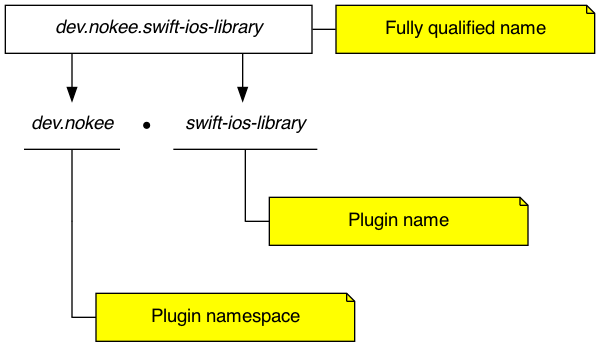 dev.nokee.swift-ios-library
Fully qualified name
dev.nokee • swift-ios-library
Plugin name
Plugin namespace